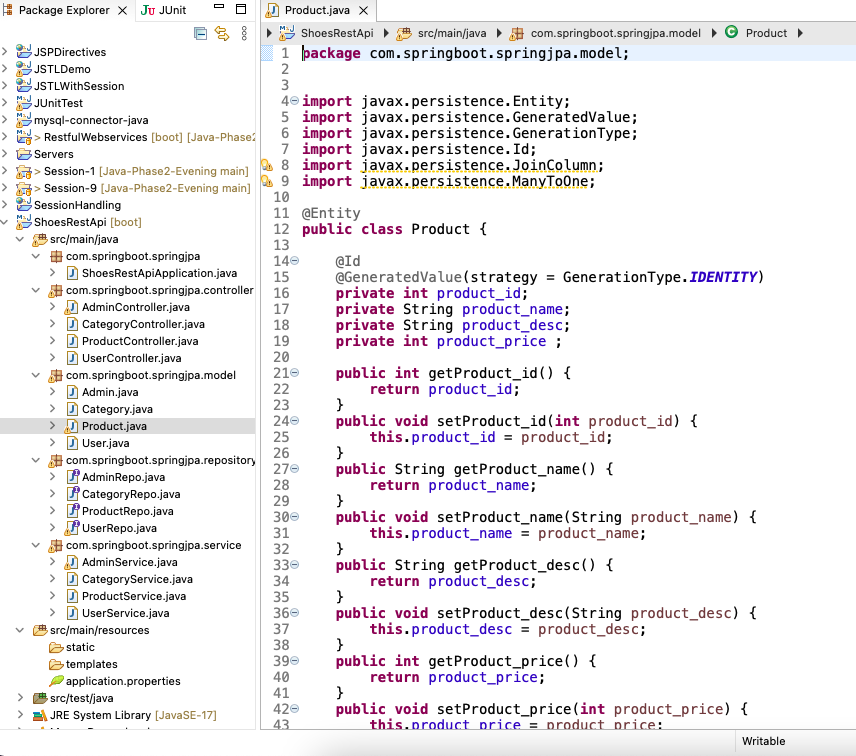 Package Explorer
JUnit
JSPDirectives
JSTLDemo
JSTLWithSession
JUnitTest
mysql-connector-java
> RestfulWebservices [boot] [Java-Phase2
Servers
> Session-1 [Java-Phase2-Evening main]
> Session-9 [Java-Phase2-Evening main]
SessionHandling
ShoesRestApi [boot]
src/main/java
com.springboot.springjpa
ShoesRestApiApplication.java
com.springboot.springjpa.controller
AdminController.java
CategoryController.java
ProductController.java
UserController.java
com.springboot.springjpa.model
Admin.java
Category.java
Product.java
User.java
com.springboot.springjpa.repository
AdminRepo.java
CategoryRepo.java
ProductRepo.java
UserRepo.java
com.springboot.springjpa.service
AdminService.java
CategoryService.java
ProductService.java
UserService.java
src/main/resources
static
templates
application.properties
src/test/java
JRE System Library [JavaSE-17]
Product.java
ShoesRestApi src/main/java com.springboot.springjpa.model Product
1 package com.springboot.springjpa.model;
2
3
4 import javax.persistence.Entity;
5 import javax.persistence.GeneratedValue;
6 import javax.persistence.GenerationType;
7 import javax.persistence.Id;
8 import javax.persistence.JoinColumn;
9 import javax.persistence.ManyToOne;
10
11 @Entity
12 public class Product {
13
14 @Id
15 @GeneratedValue(strategy = GenerationType.IDENTITY)
16 private int product_id;
17 private String product_name;
18 private String product_desc;
19 private int product_price ;
20
21 public int getProduct_id() {
22 return product_id;
23 }
24 public void setProduct_id(int product_id) {
25 this.product_id = product_id;
26 }
27 public String getProduct_name() {
28 return product_name;
29 }
30 public void setProduct_name(String product_name) {
31 this.product_name = product_name;
32 }
33 public String getProduct_desc() {
34 return product_desc;
35 }
36 public void setProduct_desc(String product_desc) {
37 this.product_desc = product_desc;
38 }
39 public int getProduct_price() {
40 return product_price;
41 }
42 public void setProduct_price(int product_price) {
43 this.product_price = product_price;
Writable